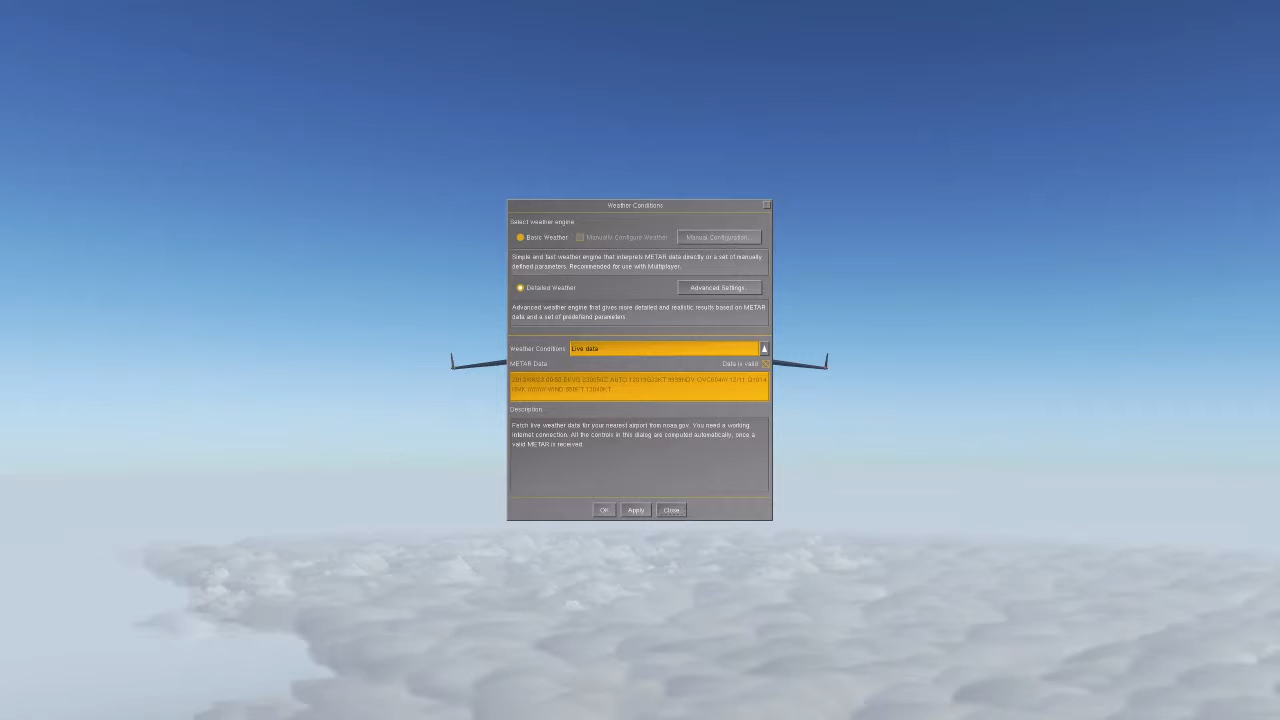 Weather Conditions
Select weather engine
Basic Weather Manually Configure Weather Manual Configuration...
Simple and fast weather engine that interprets METAR data directly or a set of manually
defined parameters. Recommended for use with Multiplayer.
Detailed Weather Advanced Settings...
Advanced weather engine that gives more detailed and realistic results based on METAR
data and a set of predefiend parameters.
Weather Conditions Live data
METAR Data Data is valid
AUTO
WIND
Description
Fetch live weather data for your nearest airport from noaa.gov. You need a working
Internet connection. All the controls in this dialog are computed automatically, once a
valid METAR is received.
OK Apply Close